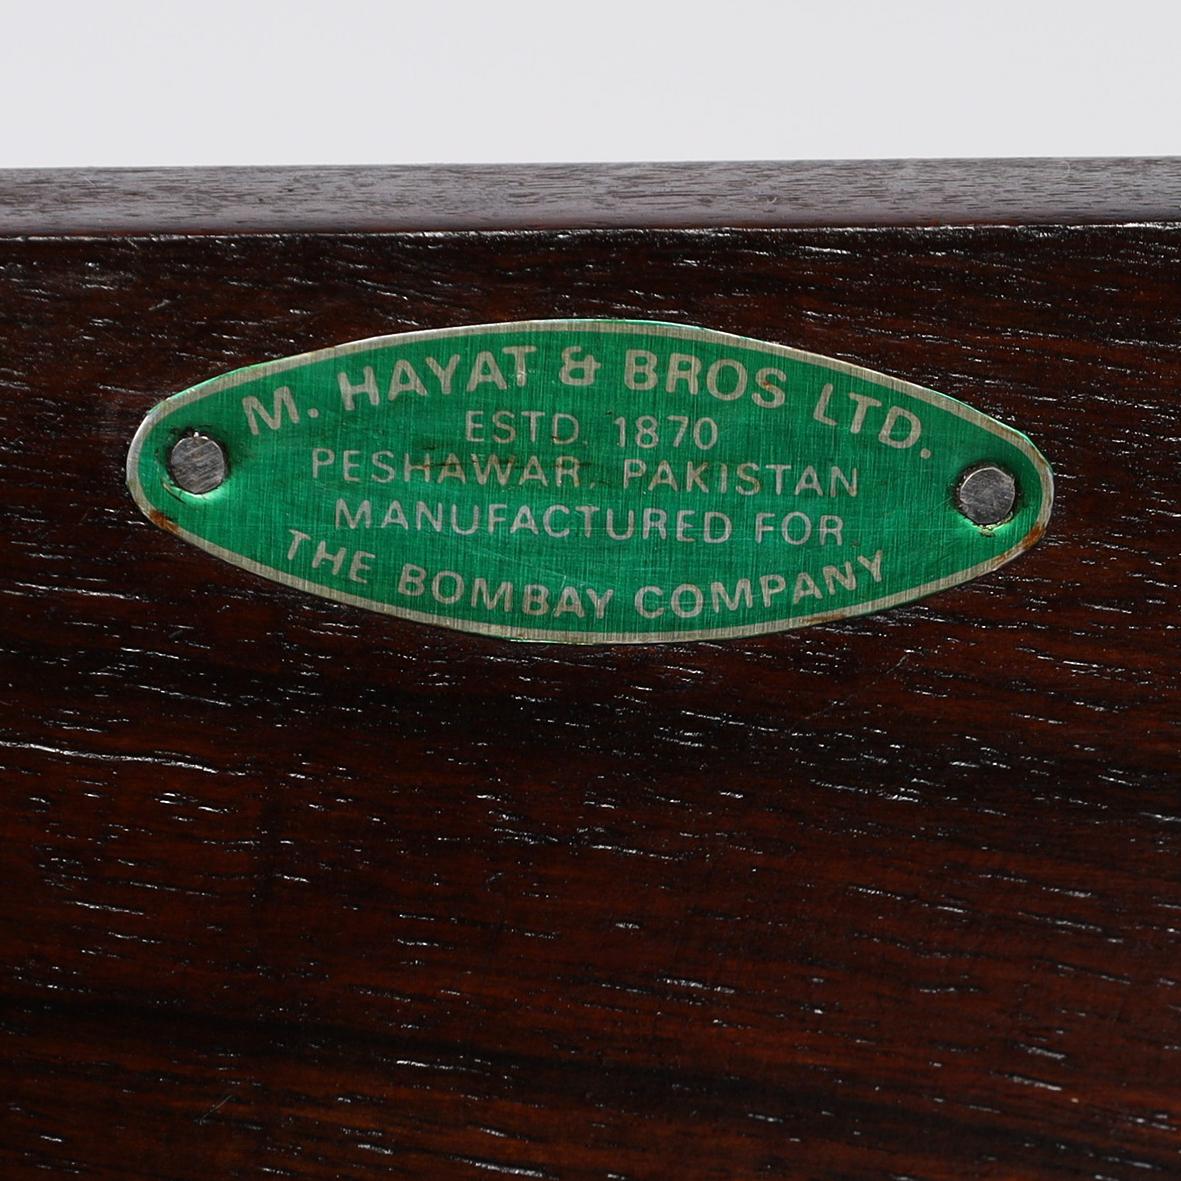 M. HAYAT & BROS LTD.
ESTD. 1870
PESHAWAR. PAKISTAN
MANUFACTURED FOR
THE BOMBAY COMPANY